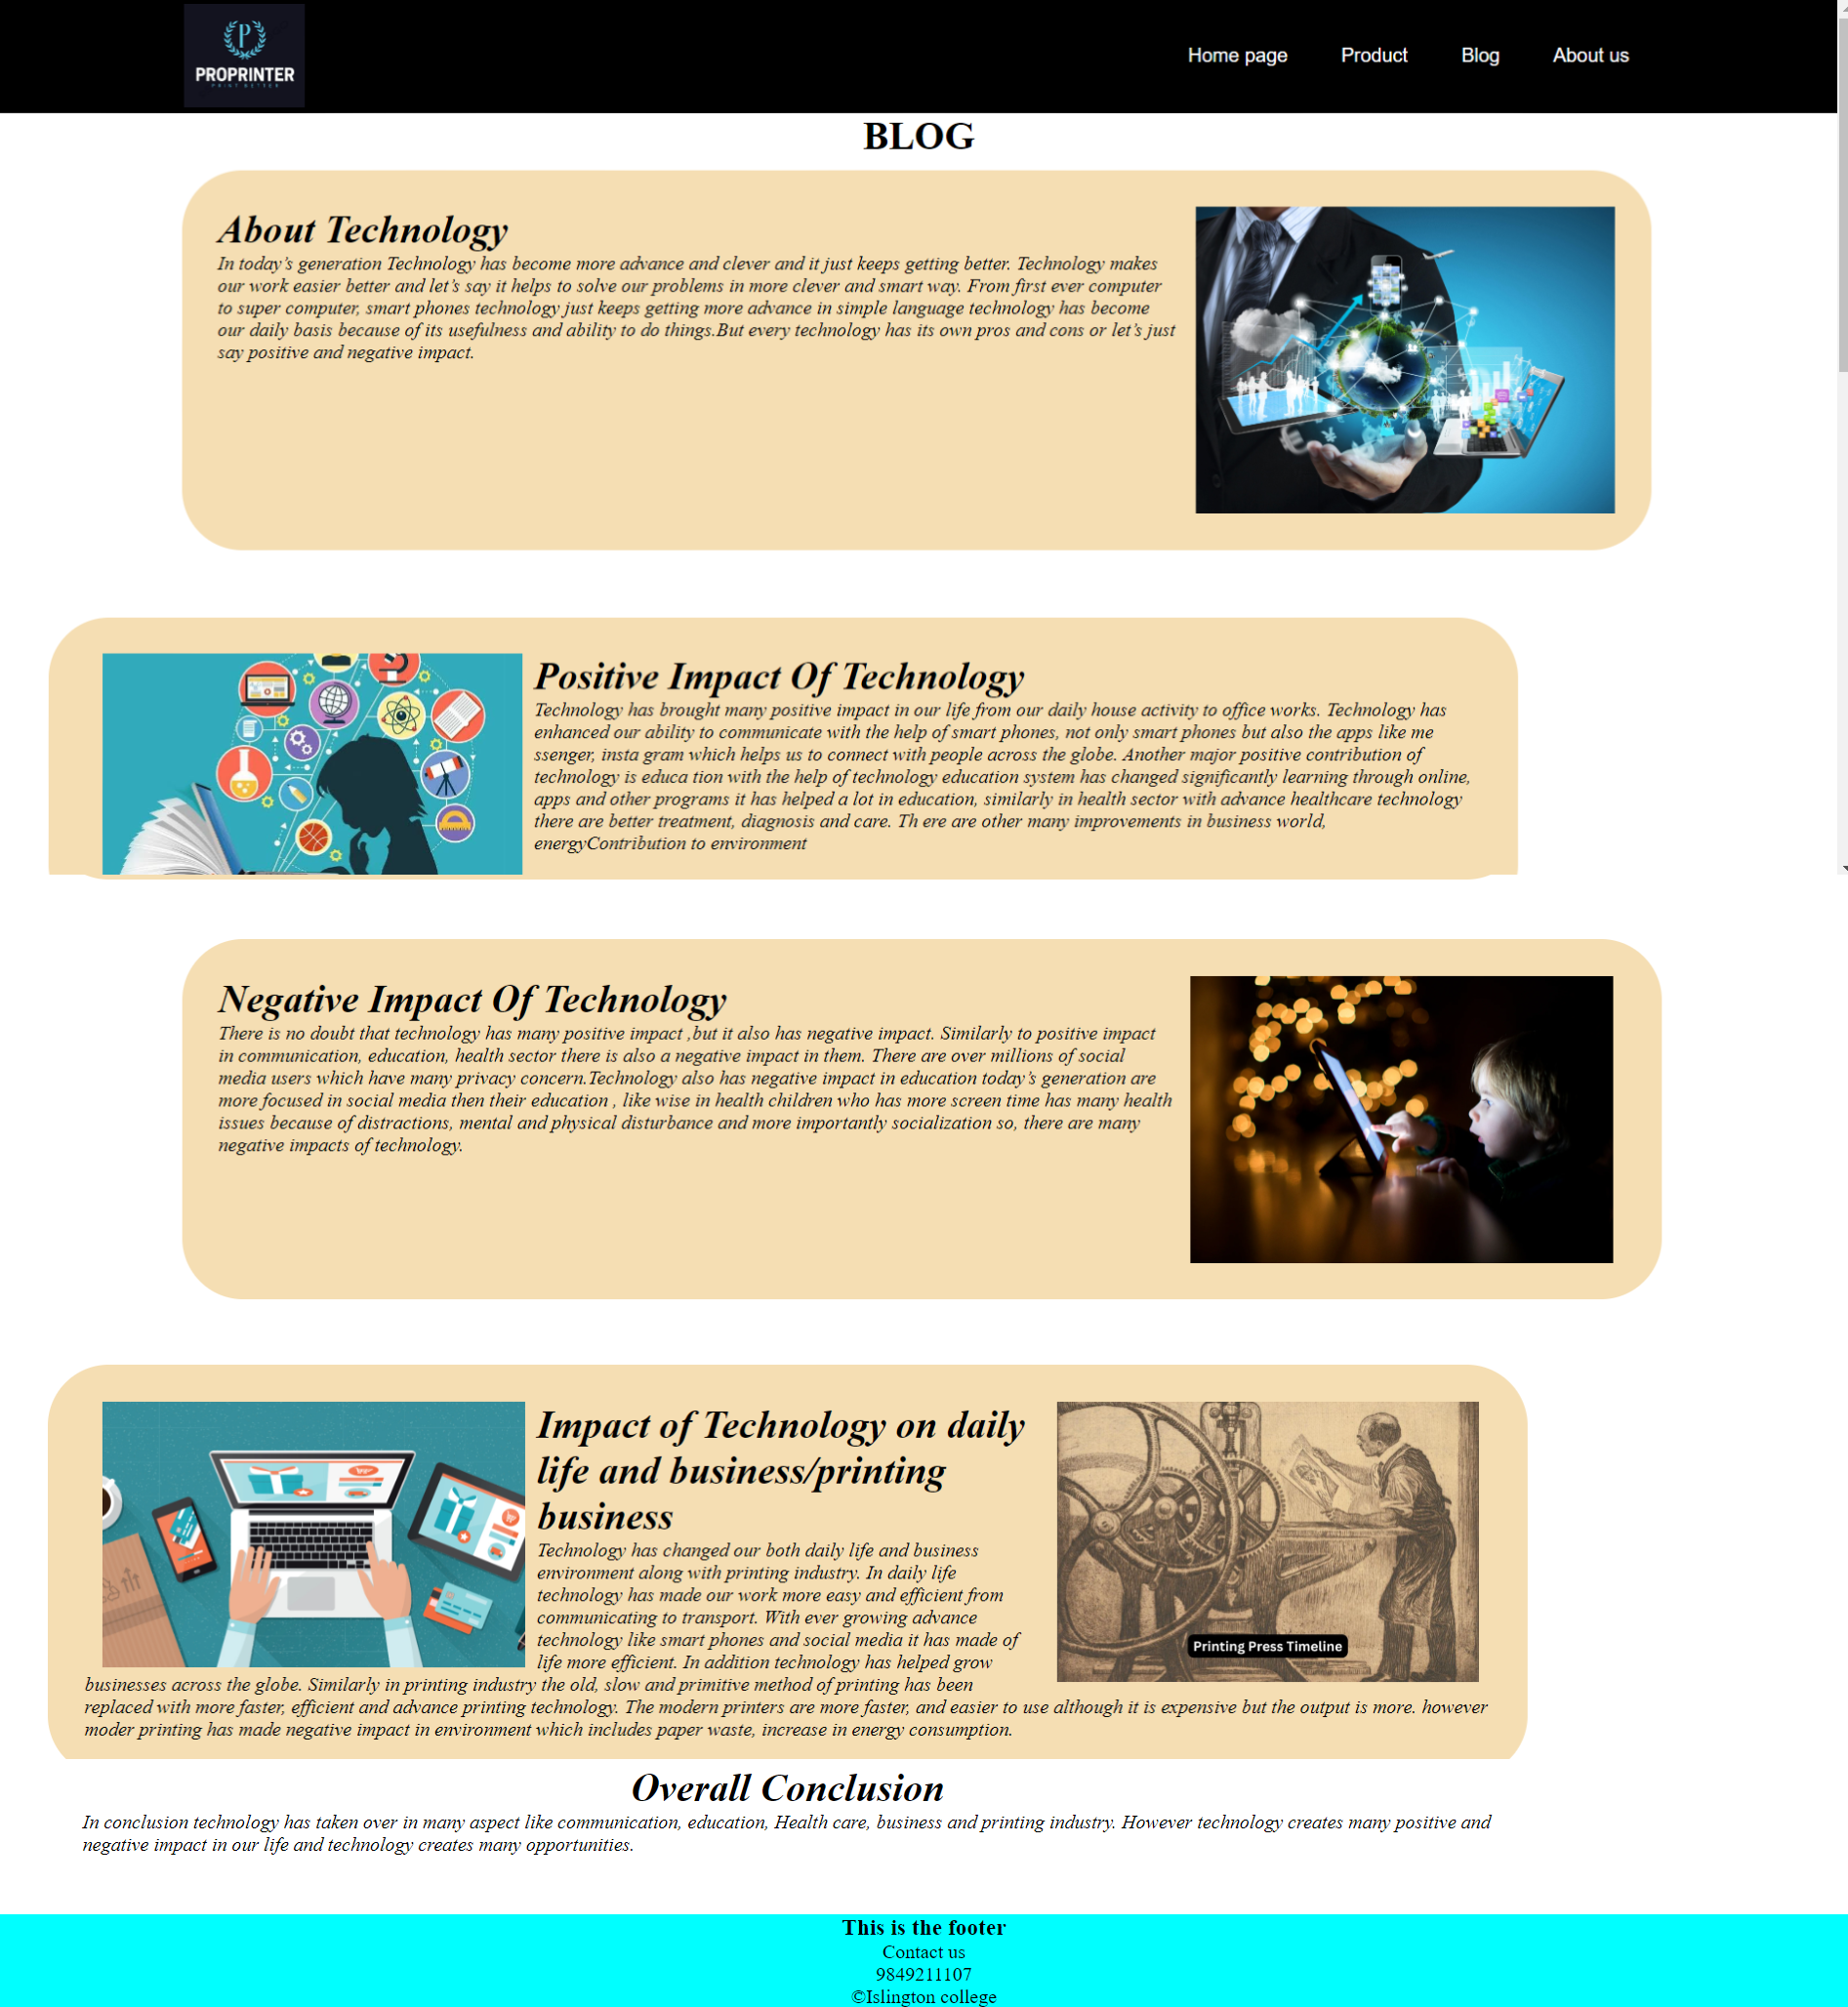 P
PROPRINTER
PRINT BETTER
Home page
Product
Blog
About us
BLOG
About Technology
In today’s generation Technology has become more advance and clever and it just keeps getting better. Technology makes
our work easier better and let’s say it helps to solve our problems in more clever and smart way. From first ever computer
to super computer, smart phones technology just keeps getting more advance in simple language technology has become
our daily basis because of its usefulness and ability to do things.But every technology has its own pros and cons or let’s just
say positive and negative impact.
Positive Impact Of Technology
Technology has brought many positive impact in our life from our daily house activity to office works. Technology has
enhanced our ability to communicate with the help of smart phones, not only smart phones but also the apps like me
ssenger, insta gram which helps us to connect with people across the globe. Another major positive contribution of
technology is educa tion with the help of technology education system has changed significantly learning through online,
apps and other programs it has helped a lot in education, similarly in health sector with advance healthcare technology
there are better treatment, diagnosis and care. Th ere are other many improvements in business world,
energyContribution to environment
Negative Impact Of Technology
There is no doubt that technology has many positive impact ,but it also has negative impact. Similarly to positive impact
in communication, education, health sector there is also a negative impact in them. There are over millions of social
media users which have many privacy concern.Technology also has negative impact in education today’s generation are
more focused in social media then their education , like wise in health children who has more screen time has many health
issues because of distractions, mental and physical disturbance and more importantly socialization so, there are many
negative impacts of technology.
Impact of Technology on daily
life and business/printing
business
Technology has changed our both daily life and business
environment along with printing industry. In daily life
technology has made our work more easy and efficient from
communicating to transport. With ever growing advance
technology like smart phones and social media it has made of
life more efficient. In addition technology has helped grow
businesses across the globe. Similarly in printing industry the old, slow and primitive method of printing has been
replaced with more faster, efficient and advance printing technology. The modern printers are more faster, and easier to use although it is expensive but the output is more. however
moder printing has made negative impact in environment which includes paper waste, increase in energy consumption.
Printing Press Timeline
Overall Conclusion
In conclusion technology has taken over in many aspect like communication, education, Health care, business and printing industry. However technology creates many positive and
negative impact in our life and technology creates many opportunities.
This is the footer
Contact us
9849211107
©Islington college